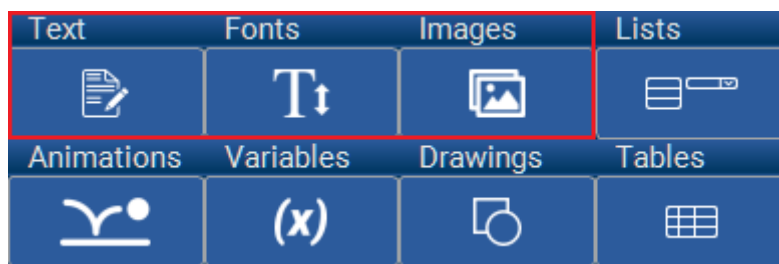 Text Fonts Images Lists
T
Animations Variables Drawings Tables
(x)